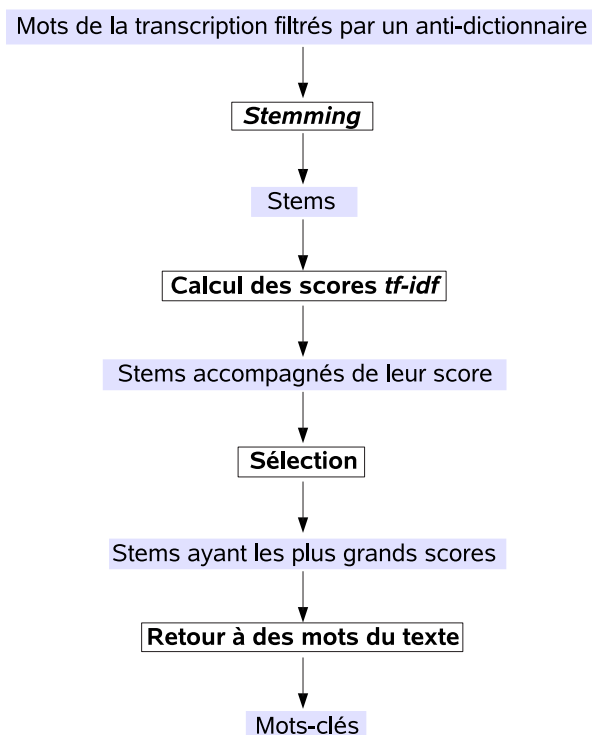 Mots de la transcription filtrés par un anti-dictionnaire
Stemming
Stems
Calcul des scores tf-idf
Stems accompagnés de leur score
Sélection
Stems ayant les plus grands scores
Retour à des mots du texte
Mots-clés